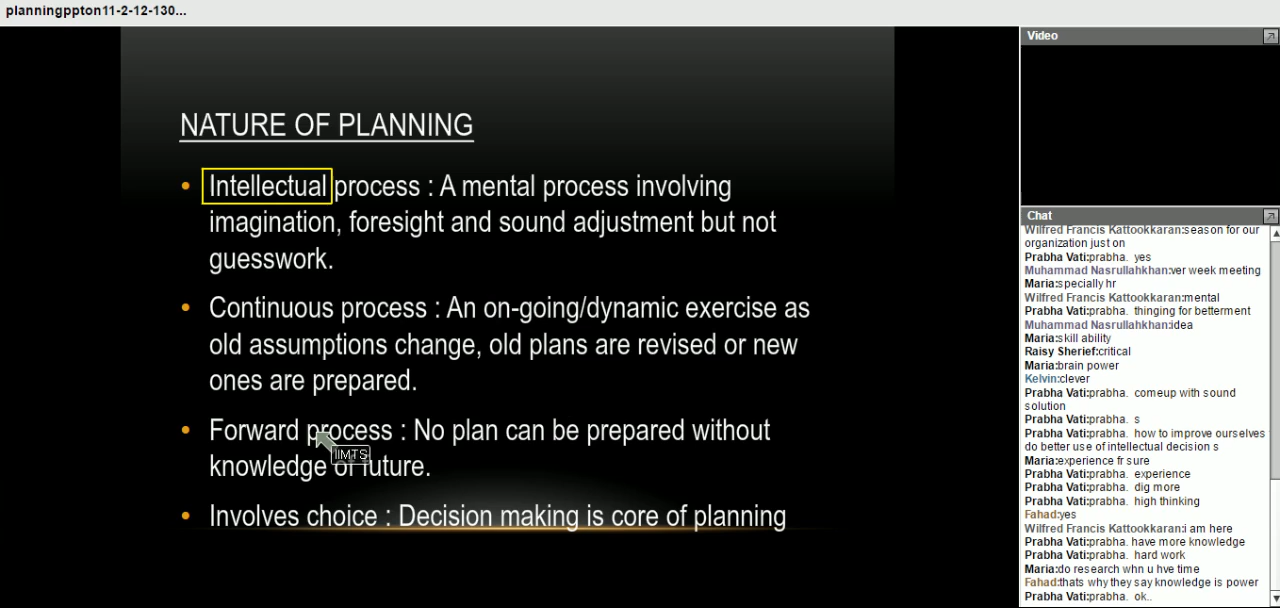 planningppton11-2-12-130...
NATURE OF PLANNING
• Intellectual process : A mental process involving
imagination, foresight and sound adjustment but not
guesswork.
• Continuous process : An on-going/dynamic exercise as
old assumptions change, old plans are revised or new
ones are prepared.
• Forward process : No plan can be prepared without
IIMTS
knowledge of future.
• Involves choice : Decision making is core of planning
Video
Chat
Wilfred Francis Kattookkaran:season for our
organization just on
Prabha Vati:prabha. yes
Muhammad Nasrullahkhan:ver week meeting
Maria:specially hr
Wilfred Francis Kattookkaran:mental
Prabha Vati:prabha. thinging for betterment
Muhammad Nasrullahkhan:idea
Maria:skill ability
Raisy Sherief:critical
Maria:brain power
Kelvin:clever
Prabha Vati:prabha. comeup with sound
solution
Prabha Vati:prabha. s
Prabha Vati:prabha. how to improve ourselves
do better use of intellectual decision s
Maria:experience fr sure
Prabha Vati:prabha. experience
Prabha Vati:prabha. dig more
Prabha Vati:prabha. high thinking
Fahad:yes
Wilfred Francis Kattookkaran:i am here
Prabha Vati:prabha. have more knowledge
Prabha Vati:prabha. hard work
Maria:do research whn u hve time
Fahad:thats why they say knowledge is power
Prabha Vati:prabha. ok..